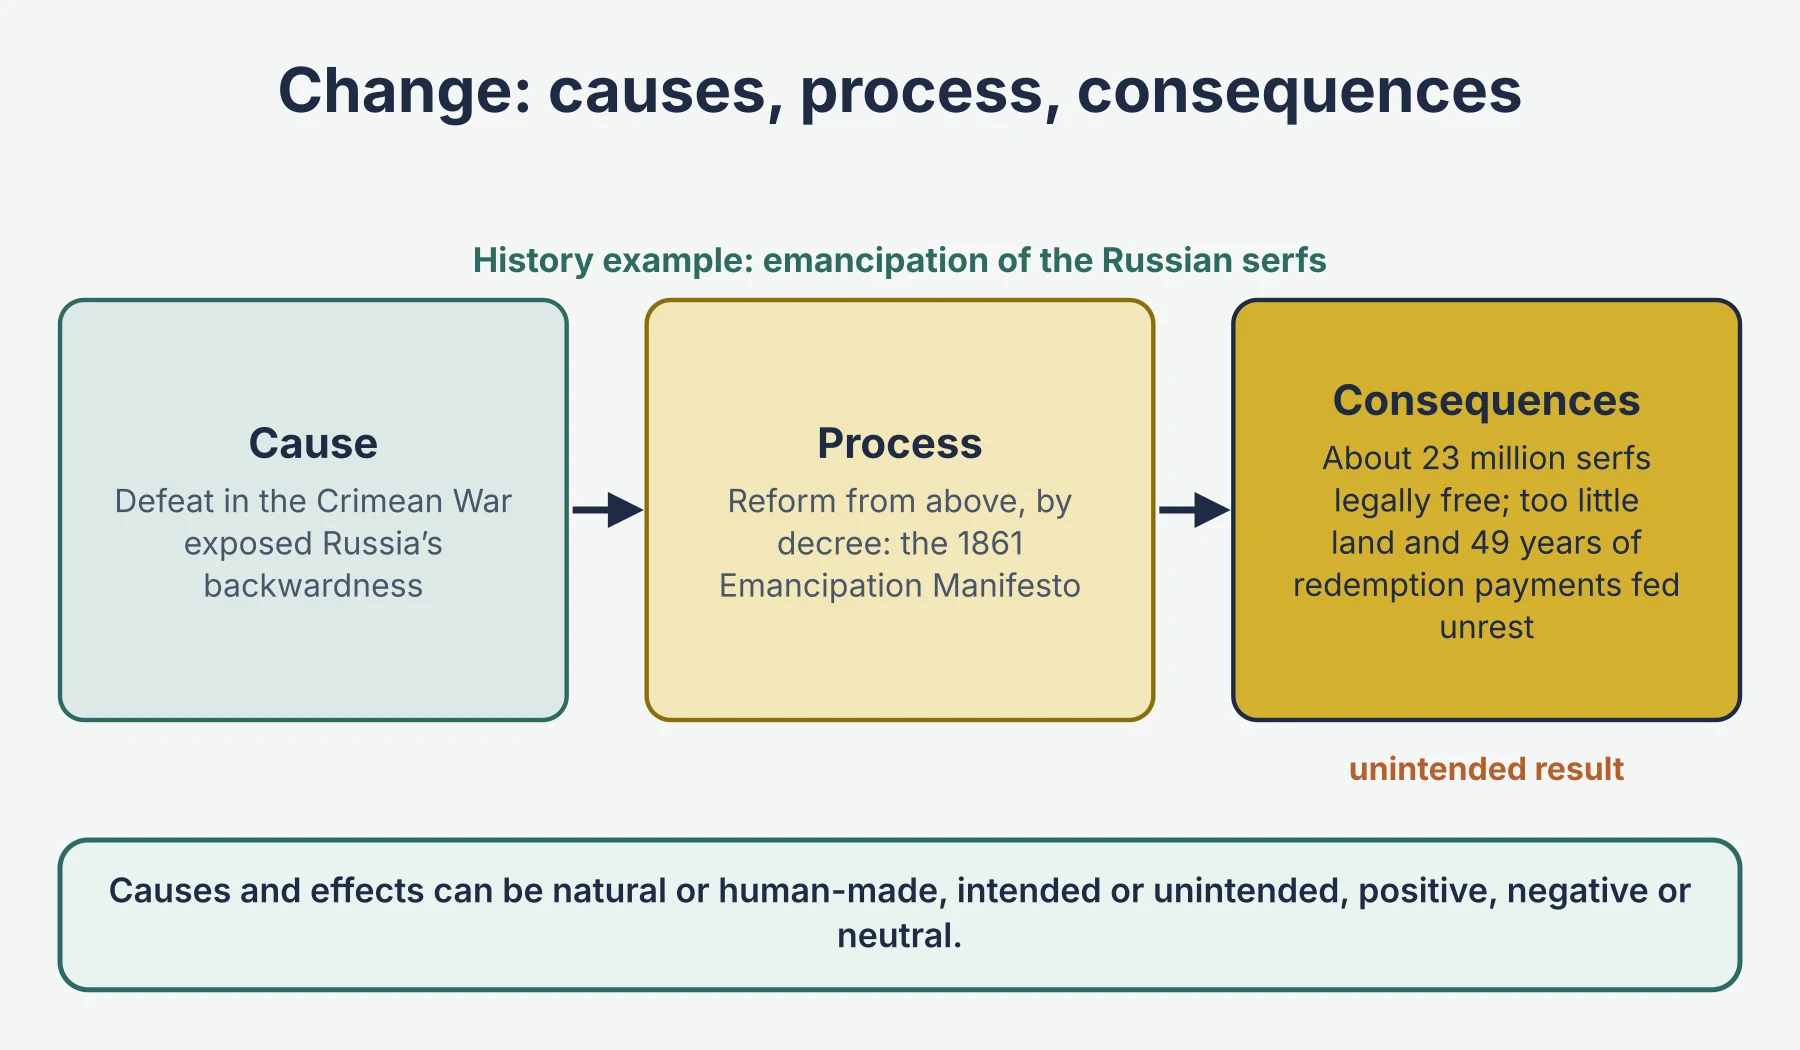 Change: causes, process, consequences
History example: emancipation of the Russian serfs
Cause
Defeat in the Crimean War
exposed Russia’s
backwardness
Process
Reform from above, by
decree: the 1861
Emancipation Manifesto
Consequences
About 23 million serfs
legally free; too little
land and 49 years of
redemption payments fed
unrest
unintended result
Causes and effects can be natural or human-made, intended or unintended, positive, negative or
neutral.